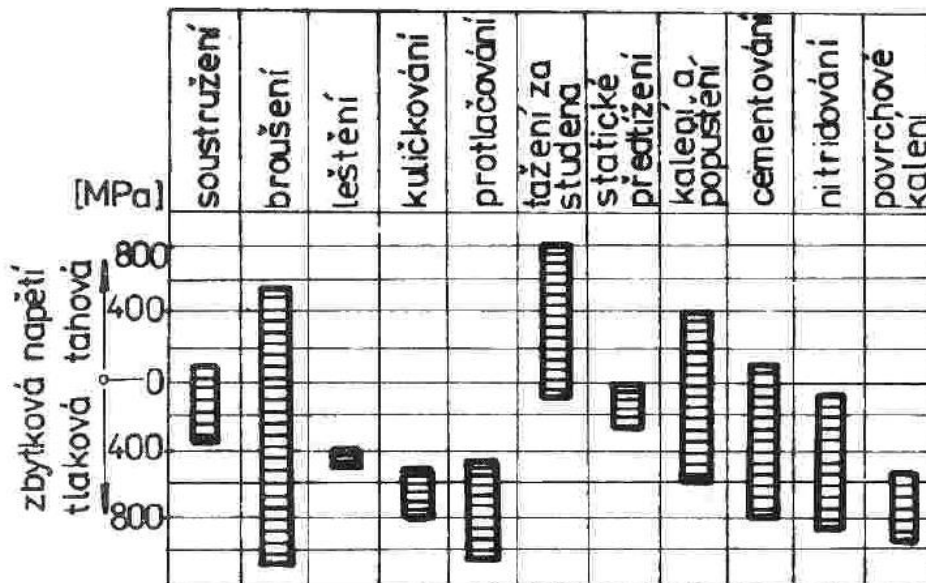 soustružení
broušení
leštění
kuličkování
protlačování
tažení za
studena
statické
předtížení
kalení a
popuštění
cementování
nitridování
povrchové
kalení
[MPa]
800
400
0
400
800
zbytková napětí
tlaková tahová